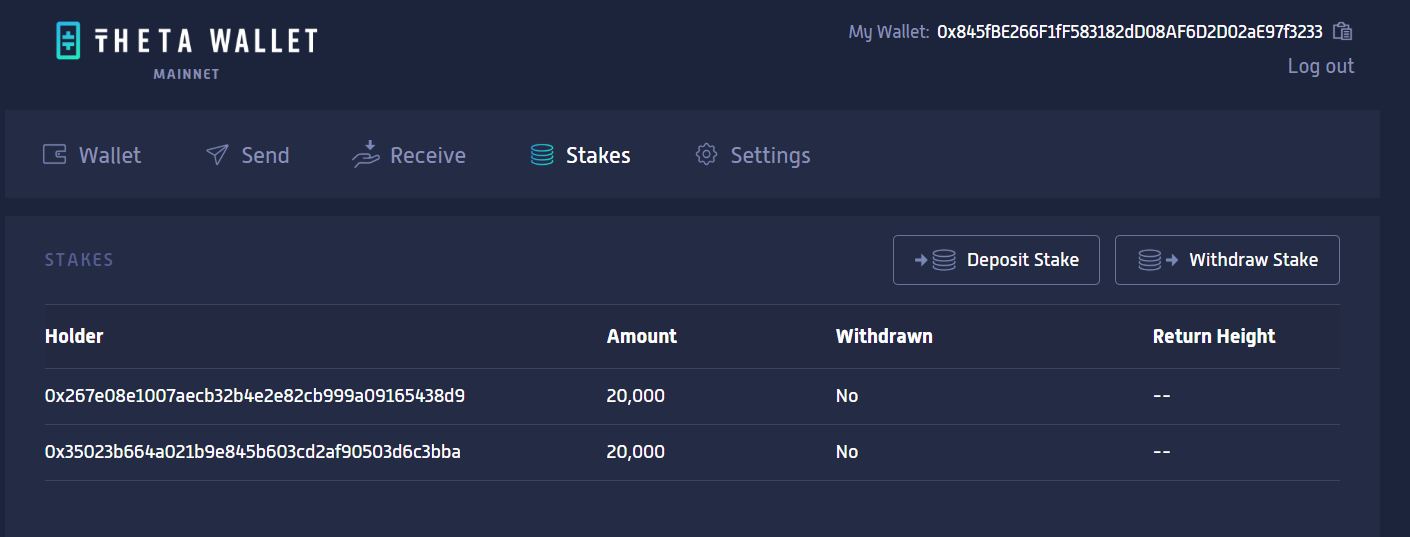 THETA WALLET
MAINNET
My Wallet: 0x845fBE266F1fF583182dD08AF6D2D02aE97f3233
Log out
Wallet Send Receive Stakes Settings
STAKES Deposit Stake Withdraw Stake
Holder Amount Withdrawn Return Height
0x267e08e1007aecb32b4e2e82cb999a09165438d9 20,000 No --
0x35023b664a021b9e845b603cd2af90503d6c3bba 20,000 No --